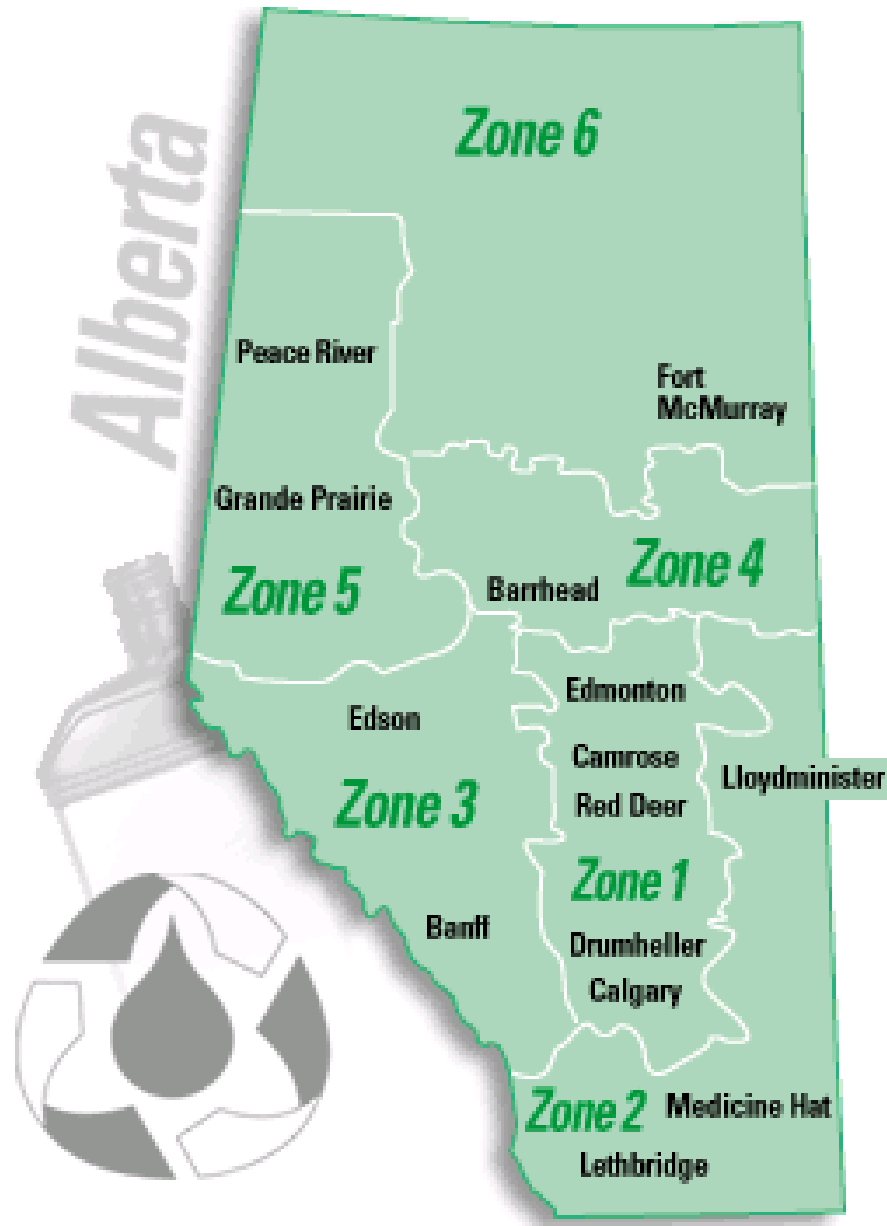 Alberta
Zone 6
Peace River
Fort
McMurray
Grande Prairie
Zone 5
Barrhead
Zone 4
Edson
Edmonton
Zone 3
Camrose
Lloydminister
Red Deer
Zone 1
Banff
Drumheller
Calgary
Zone 2
Medicine Hat
Lethbridge